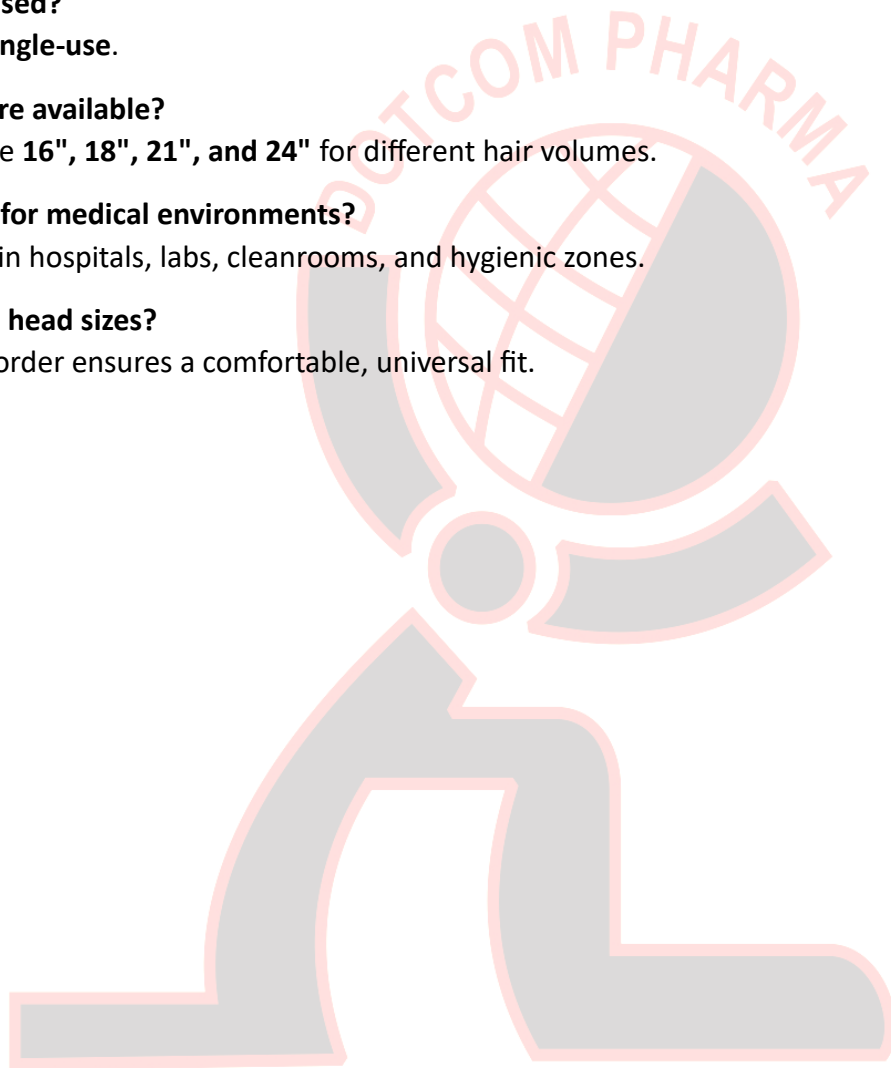 DOTCOM PHARMA
sed?
ngle-use.
re available?
e 16", 18", 21", and 24" for different hair volumes.
for medical environments?
in hospitals, labs, cleanrooms, and hygienic zones.
head sizes?
order ensures a comfortable, universal fit.